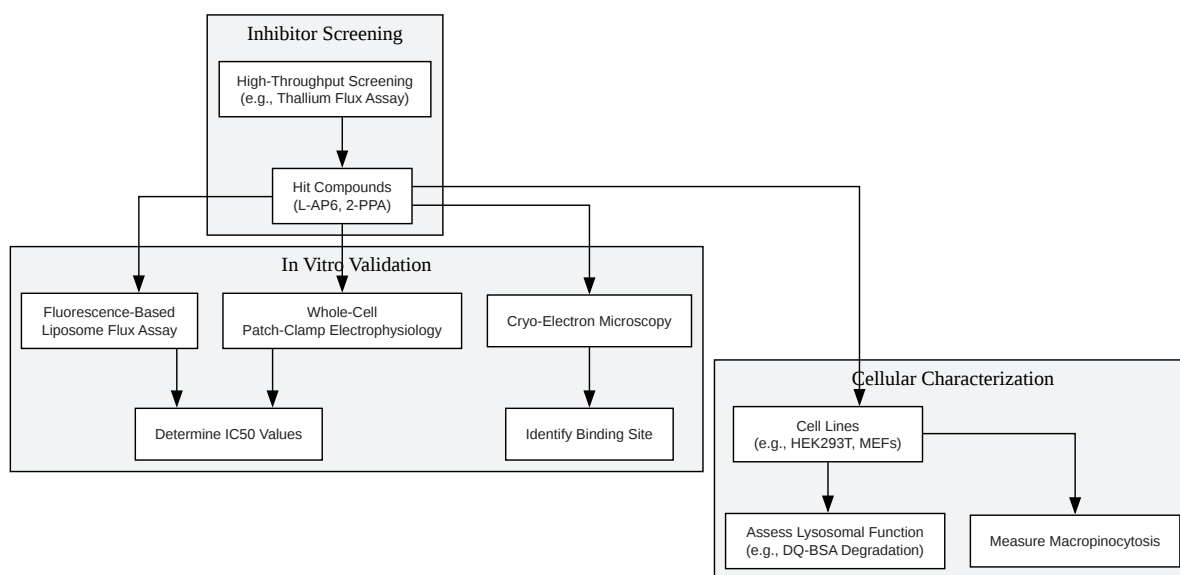 Inhibitor Screening
High-Throughput Screening
(e.g., Thallium Flux Assay)
Hit Compounds
(L-AP6, 2-PPA)
In Vitro Validation
Fluorescence-Based
Liposome Flux Assay
Whole-Cell
Patch-Clamp Electrophysiology
Cryo-Electron Microscopy
Determine IC50 Values
Identify Binding Site
Cellular Characterization
Cell Lines
(e.g., HEK293T, MEFs)
Assess Lysosomal Function
(e.g., DQ-BSA Degradation)
Measure Macropinocytosis